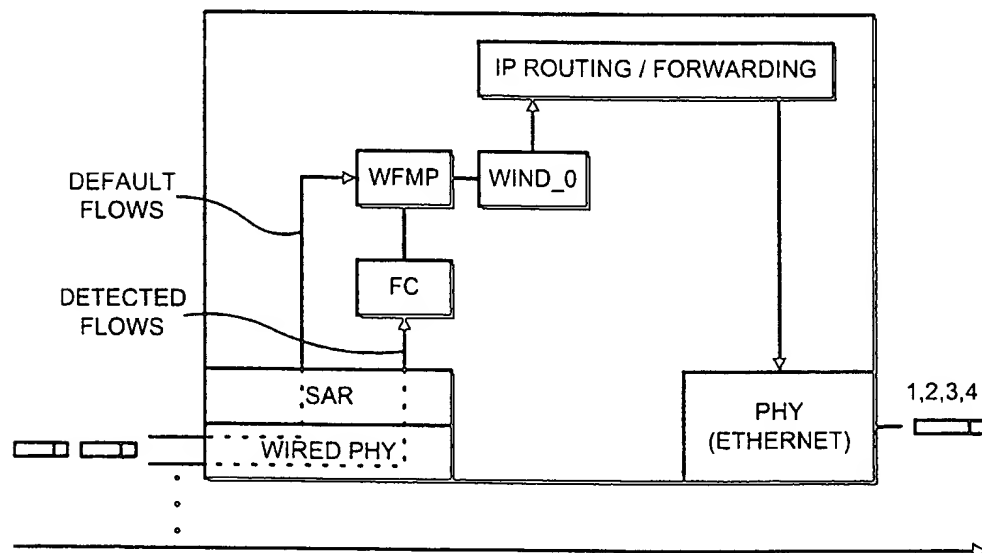 IP ROUTING / FORWARDING
DEFAULT
FLOWS
WFMP
WIND_0
DETECTED
FLOWS
FC
SAR
WIRED PHY
PHY
(ETHERNET)
1,2,3,4